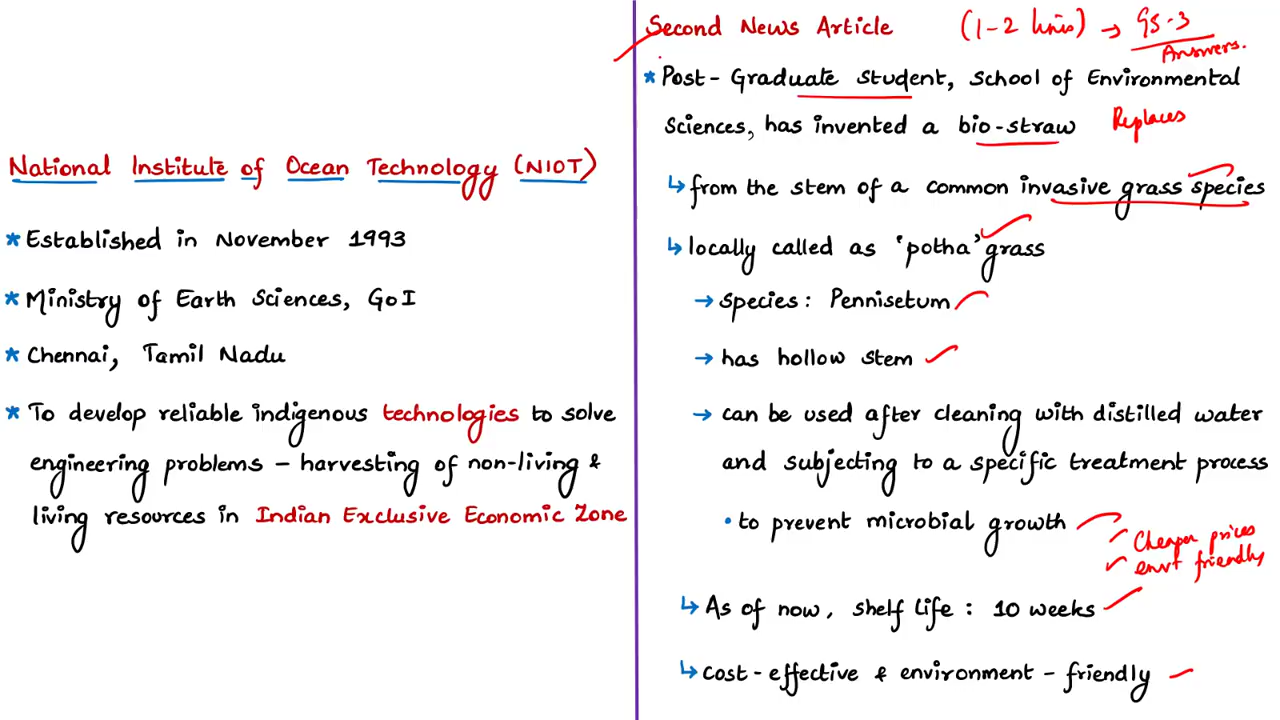 National Institute of Ocean Technology (NIOT)
* Established in November 1993
* Ministry of Earth Sciences, GoI
* Chennai, Tamil Nadu
* To develop reliable indigenous technologies to solve
engineering problems - harvesting of non-living &
living resources in Indian Exclusive Economic Zone
Second News Article (1-2 lines) → GS-3
Answers.
* Post-Graduate student, School of Environmental
Sciences, has invented a bio-straw Replaces
↳ from the stem of a common invasive grass species
↳ locally called as 'potha' grass
→ species: Pennisetum
→ has hollow stem
→ can be used after cleaning with distilled water
and subjecting to a specific treatment process
• to prevent microbial growth
Cheaper prices
envt friendly
↳ As of now, shelf life: 10 weeks
↳ cost-effective & environment-friendly